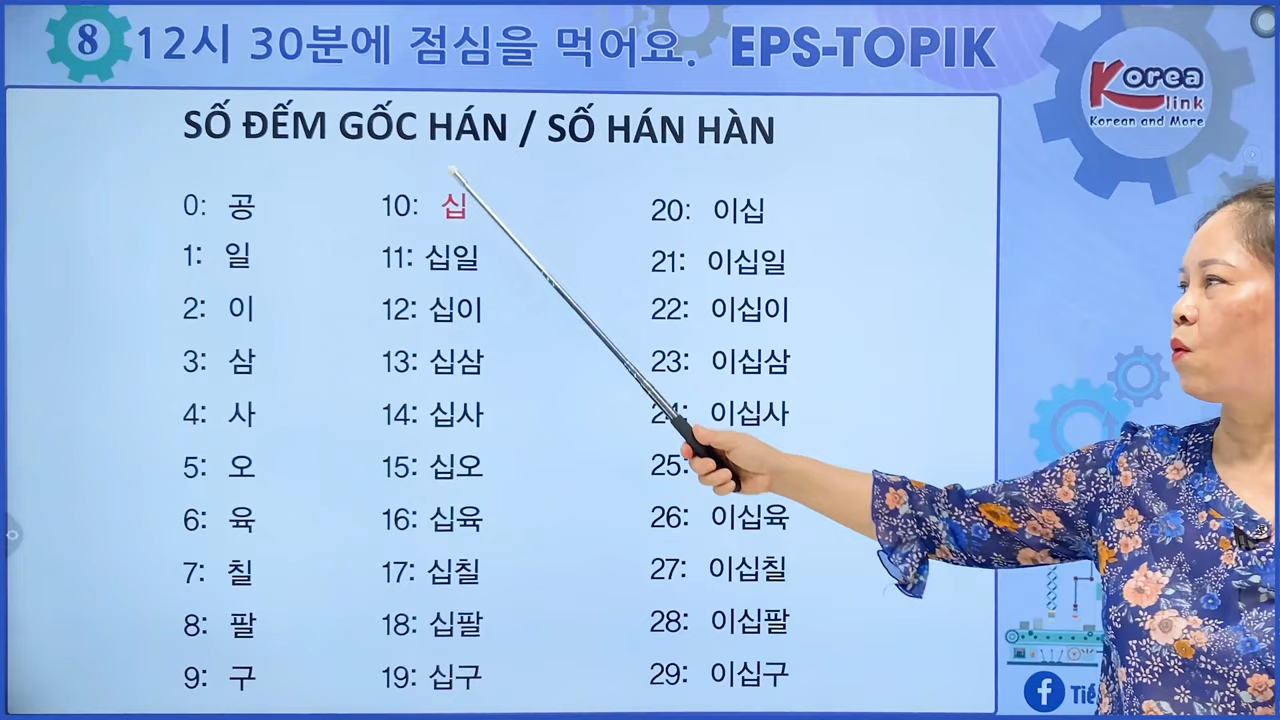 8 12시 30분에 점심을 먹어요. EPS-TOPIK
Korea
link
Korean and More
SỐ ĐẾM GỐC HÁN / SỐ HÁN HÀN
0: 공
1: 일
2: 이
3: 삼
4: 사
5: 오
6: 육
7: 칠
8: 팔
9: 구
10: 십
11: 십일
12: 십이
13: 십삼
14: 십사
15: 십오
16: 십육
17: 십칠
18: 십팔
19: 십구
20: 이십
21: 이십일
22: 이십이
23: 이십삼
24: 이십사
25:
26: 이십육
27: 이십칠
28: 이십팔
29: 이십구
f